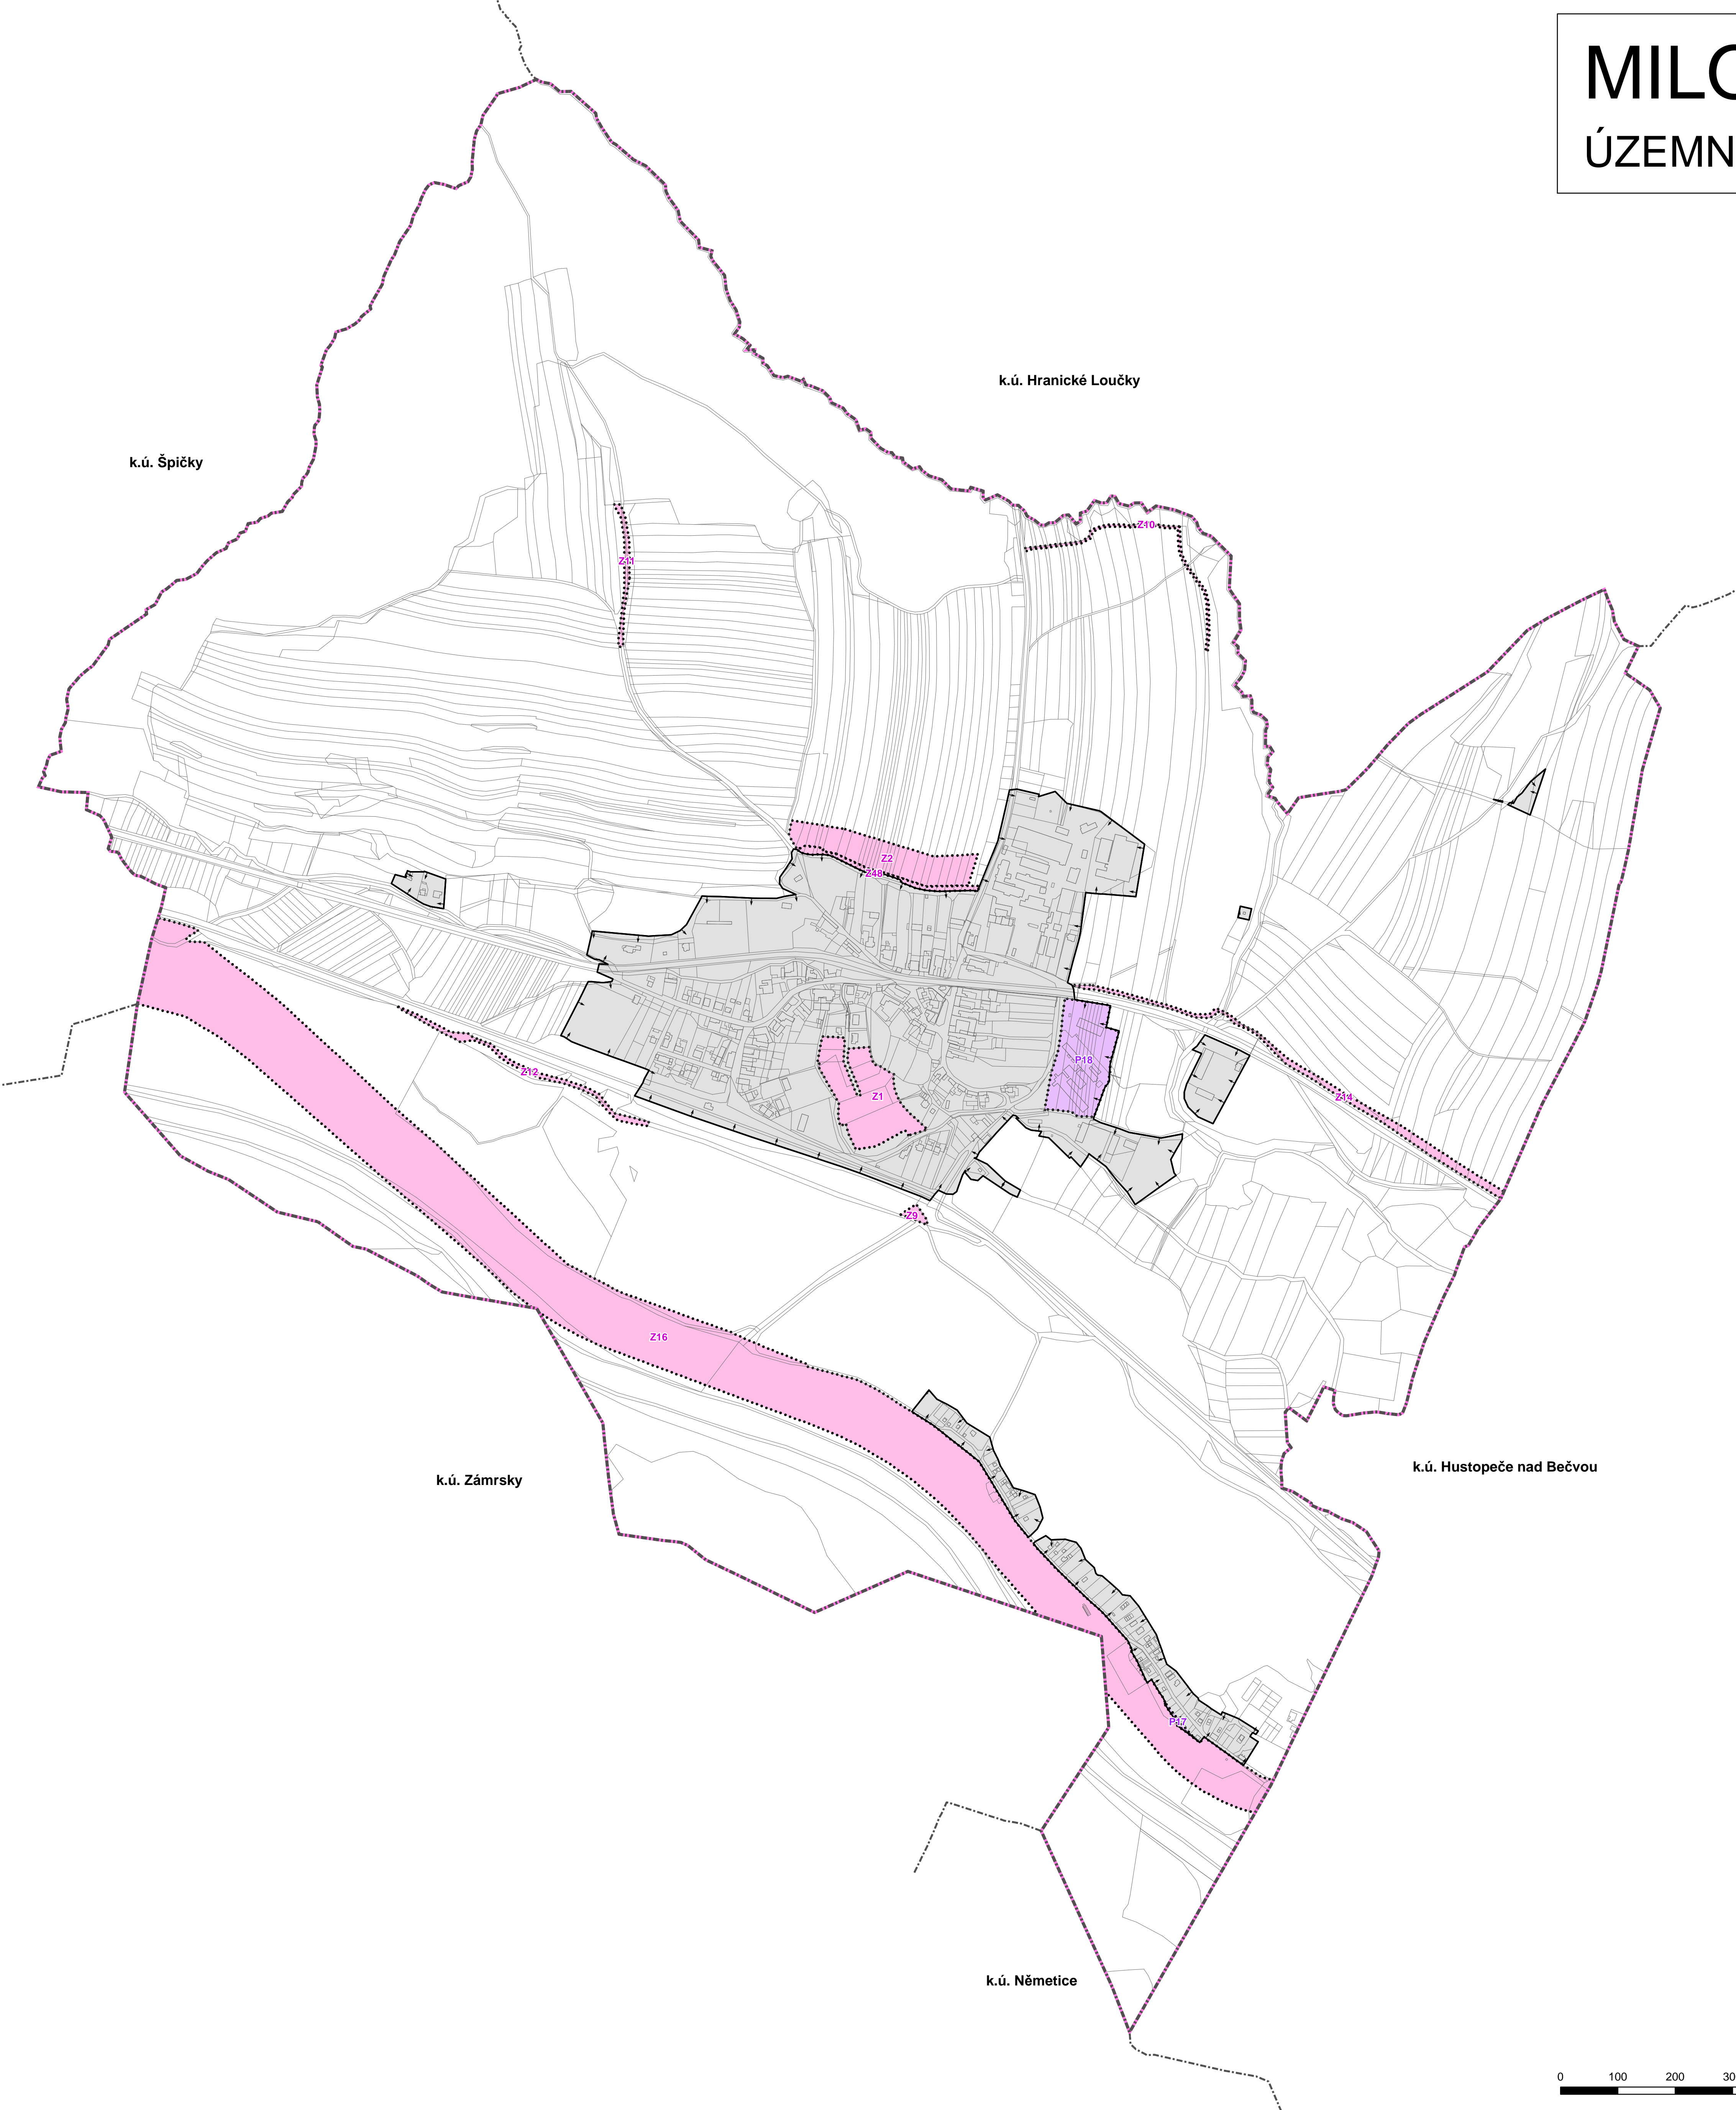 MILO
ÚZEMN
k.ú. Hranické Loučky
k.ú. Špičky
Z10
Z11
Z2
Z48
P18
Z12
Z1
Z14
Z9
Z16
k.ú. Zámrsky
k.ú. Hustopeče nad Bečvou
P17
k.ú. Němetice
0 100 200 30